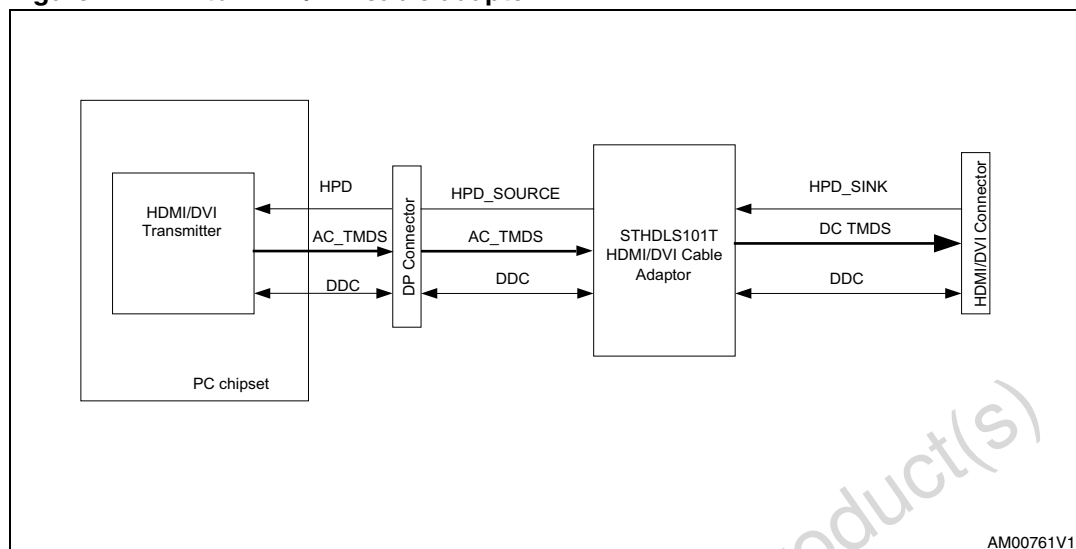 HPD
HPD_SOURCE
HPD_SINK
HDMI/DVI
Transmitter
AC_TMDS
AC_TMDS
STHDLS101T
HDMI/DVI Cable
Adaptor
DC TMDS
DDC
DP Connector
DDC
DDC
HDMI/DVI Connector
PC chipset
roduct(s)
AM00761V1